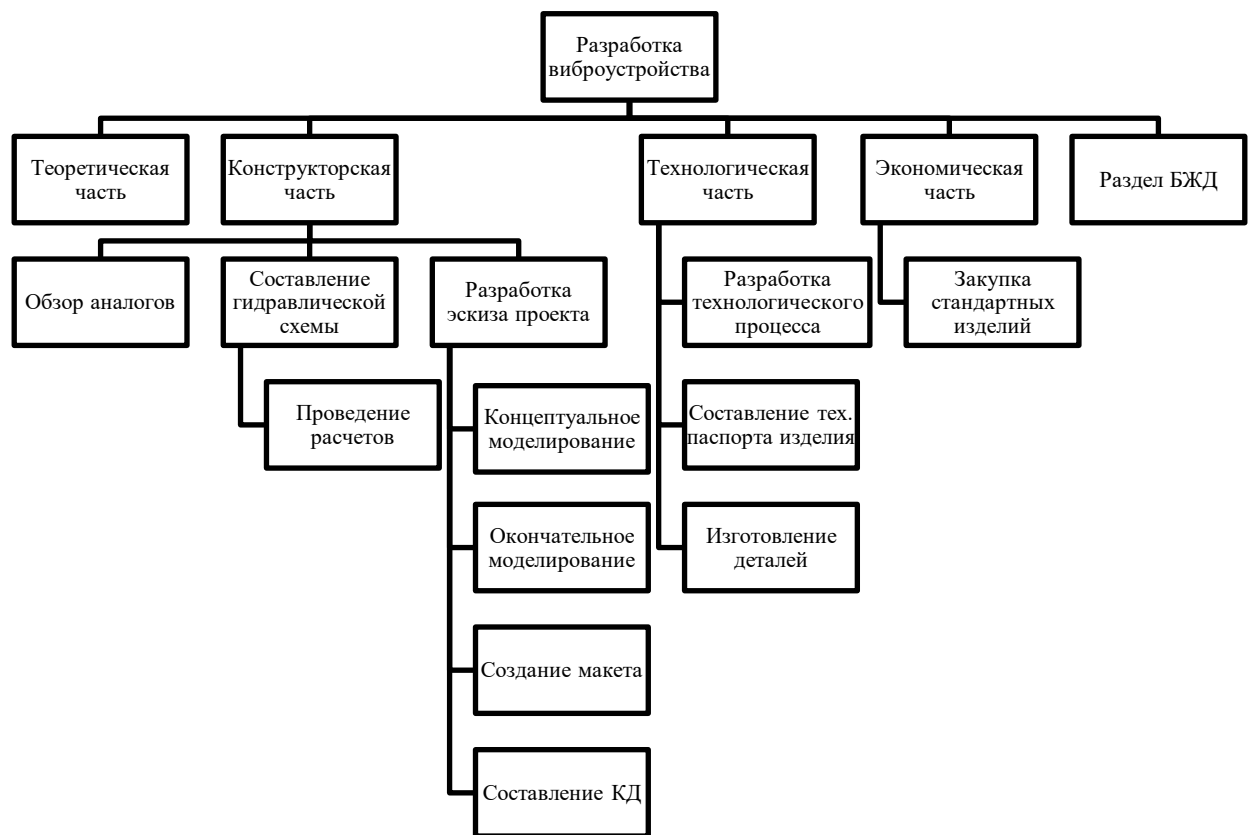 Разработка
виброустройства
Теоретическая
часть
Конструкторская
часть
Технологическая
часть
Экономическая
часть
Раздел БЖД
Обзор аналогов
Составление
гидравлической
схемы
Разработка
эскиза проекта
Разработка
технологического
процесса
Закупка
стандартных
изделий
Проведение
расчетов
Концептуальное
моделирование
Составление тех.
паспорта изделия
Окончательное
моделирование
Изготовление
деталей
Создание макета
Составление КД